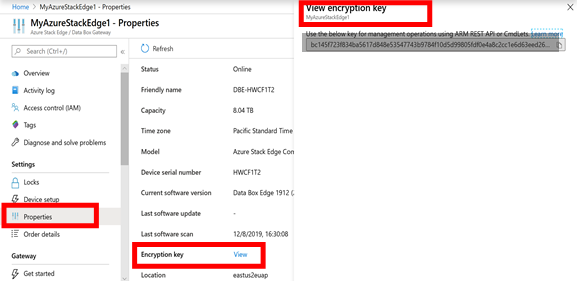 Home > MyAzureStackEdge1 - Properties
MyAzureStackEdge1 - Properties
Azure Stack Edge / Data Box Gateway
Search (Ctrl+/)
Overview
Activity log
Access control (IAM)
Tags
Diagnose and solve problems
Settings
Locks
Device setup
Properties
Order details
Gateway
Get started
Refresh
Status Online
Friendly name DBE-HWCF1T2
Capacity 8.04 TB
Time zone Pacific Standard Time
Model Azure Stack Edge Com
Device serial number HWCF1T2
Current software version Data Box Edge 1912 (
Last software update -
Last software scan 12/8/2019, 16:30:08
Encryption key View
Location eastus2euap
View encryption key
MyAzureStackEdge1
Use the below key for management operations using ARM REST API or CmdLets. Learn more
bc145f723f834ba5617d848e53547743b9784f10d5d99805fdf0e4a8c2cc1e6d63eed26...